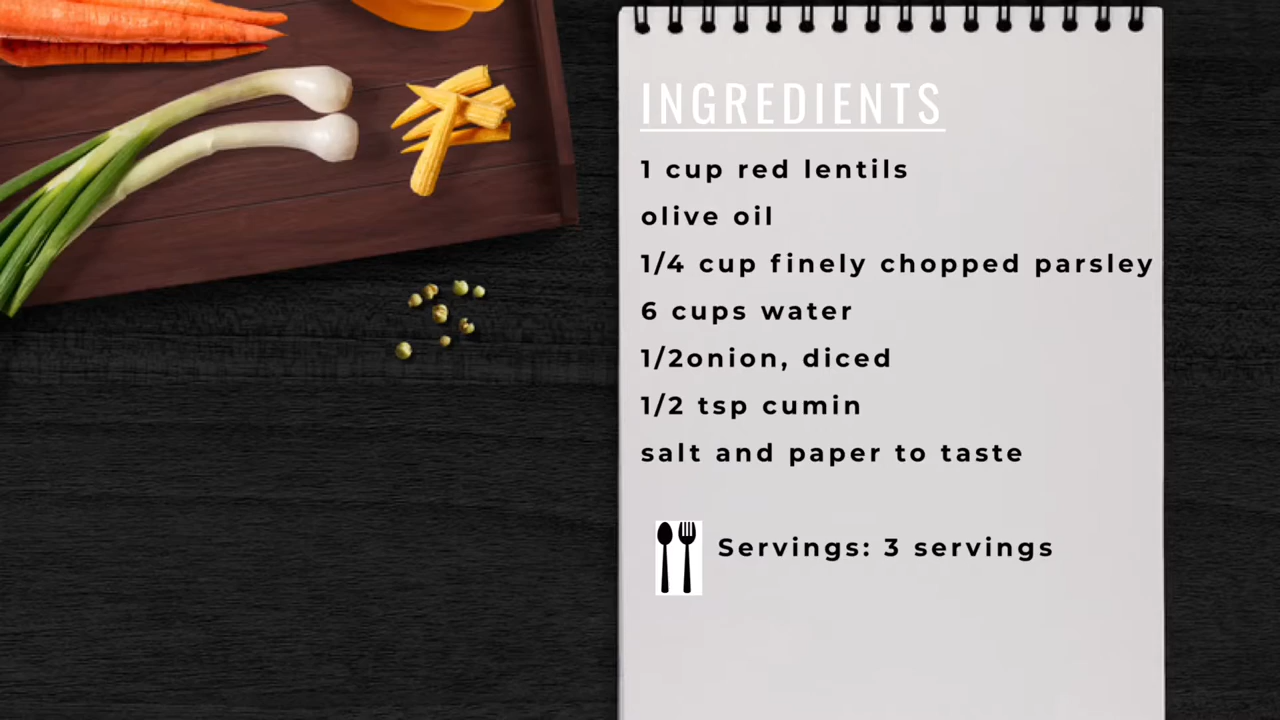 INGREDIENTS
1 cup red lentils
olive oil
1/4 cup finely chopped parsley
6 cups water
1/2onion, diced
1/2 tsp cumin
salt and paper to taste
Servings: 3 servings